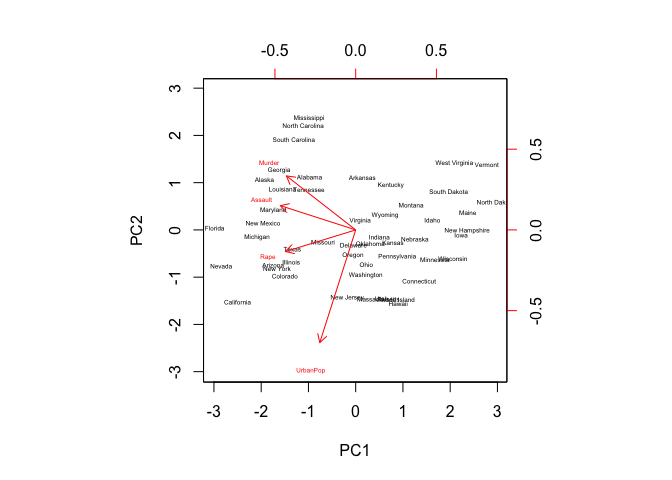 -0.5 0.0 0.5
3
Mississippi
North Carolina
2
South Carolina
0.5
Murder
West Virginia
Vermont
Georgia
Alaska
Alabama
Arkansas
1
Kentucky
Louisiana
Tennessee
South Dakota
Assault
North Dak
Maryland
Montana
Wyoming
Maine
New Mexico
Virginia
Idaho
Florida
New Hampshire
0
0.0
PC2
Michigan
Indiana
Iowa
Missouri
Nebraska
Delaware
Oklahoma
Kansas
Texas
Oregon
Rape
Pennsylvania
Minnesota
Wisconsin
Nevada
Arizona
Illinois
Ohio
New York
Colorado
Washington
-1
Connecticut
California
New Jersey
Hawaii
-0.5
-2
UrbanPop
-3
-3 -2 -1 0 1 2 3
PC1